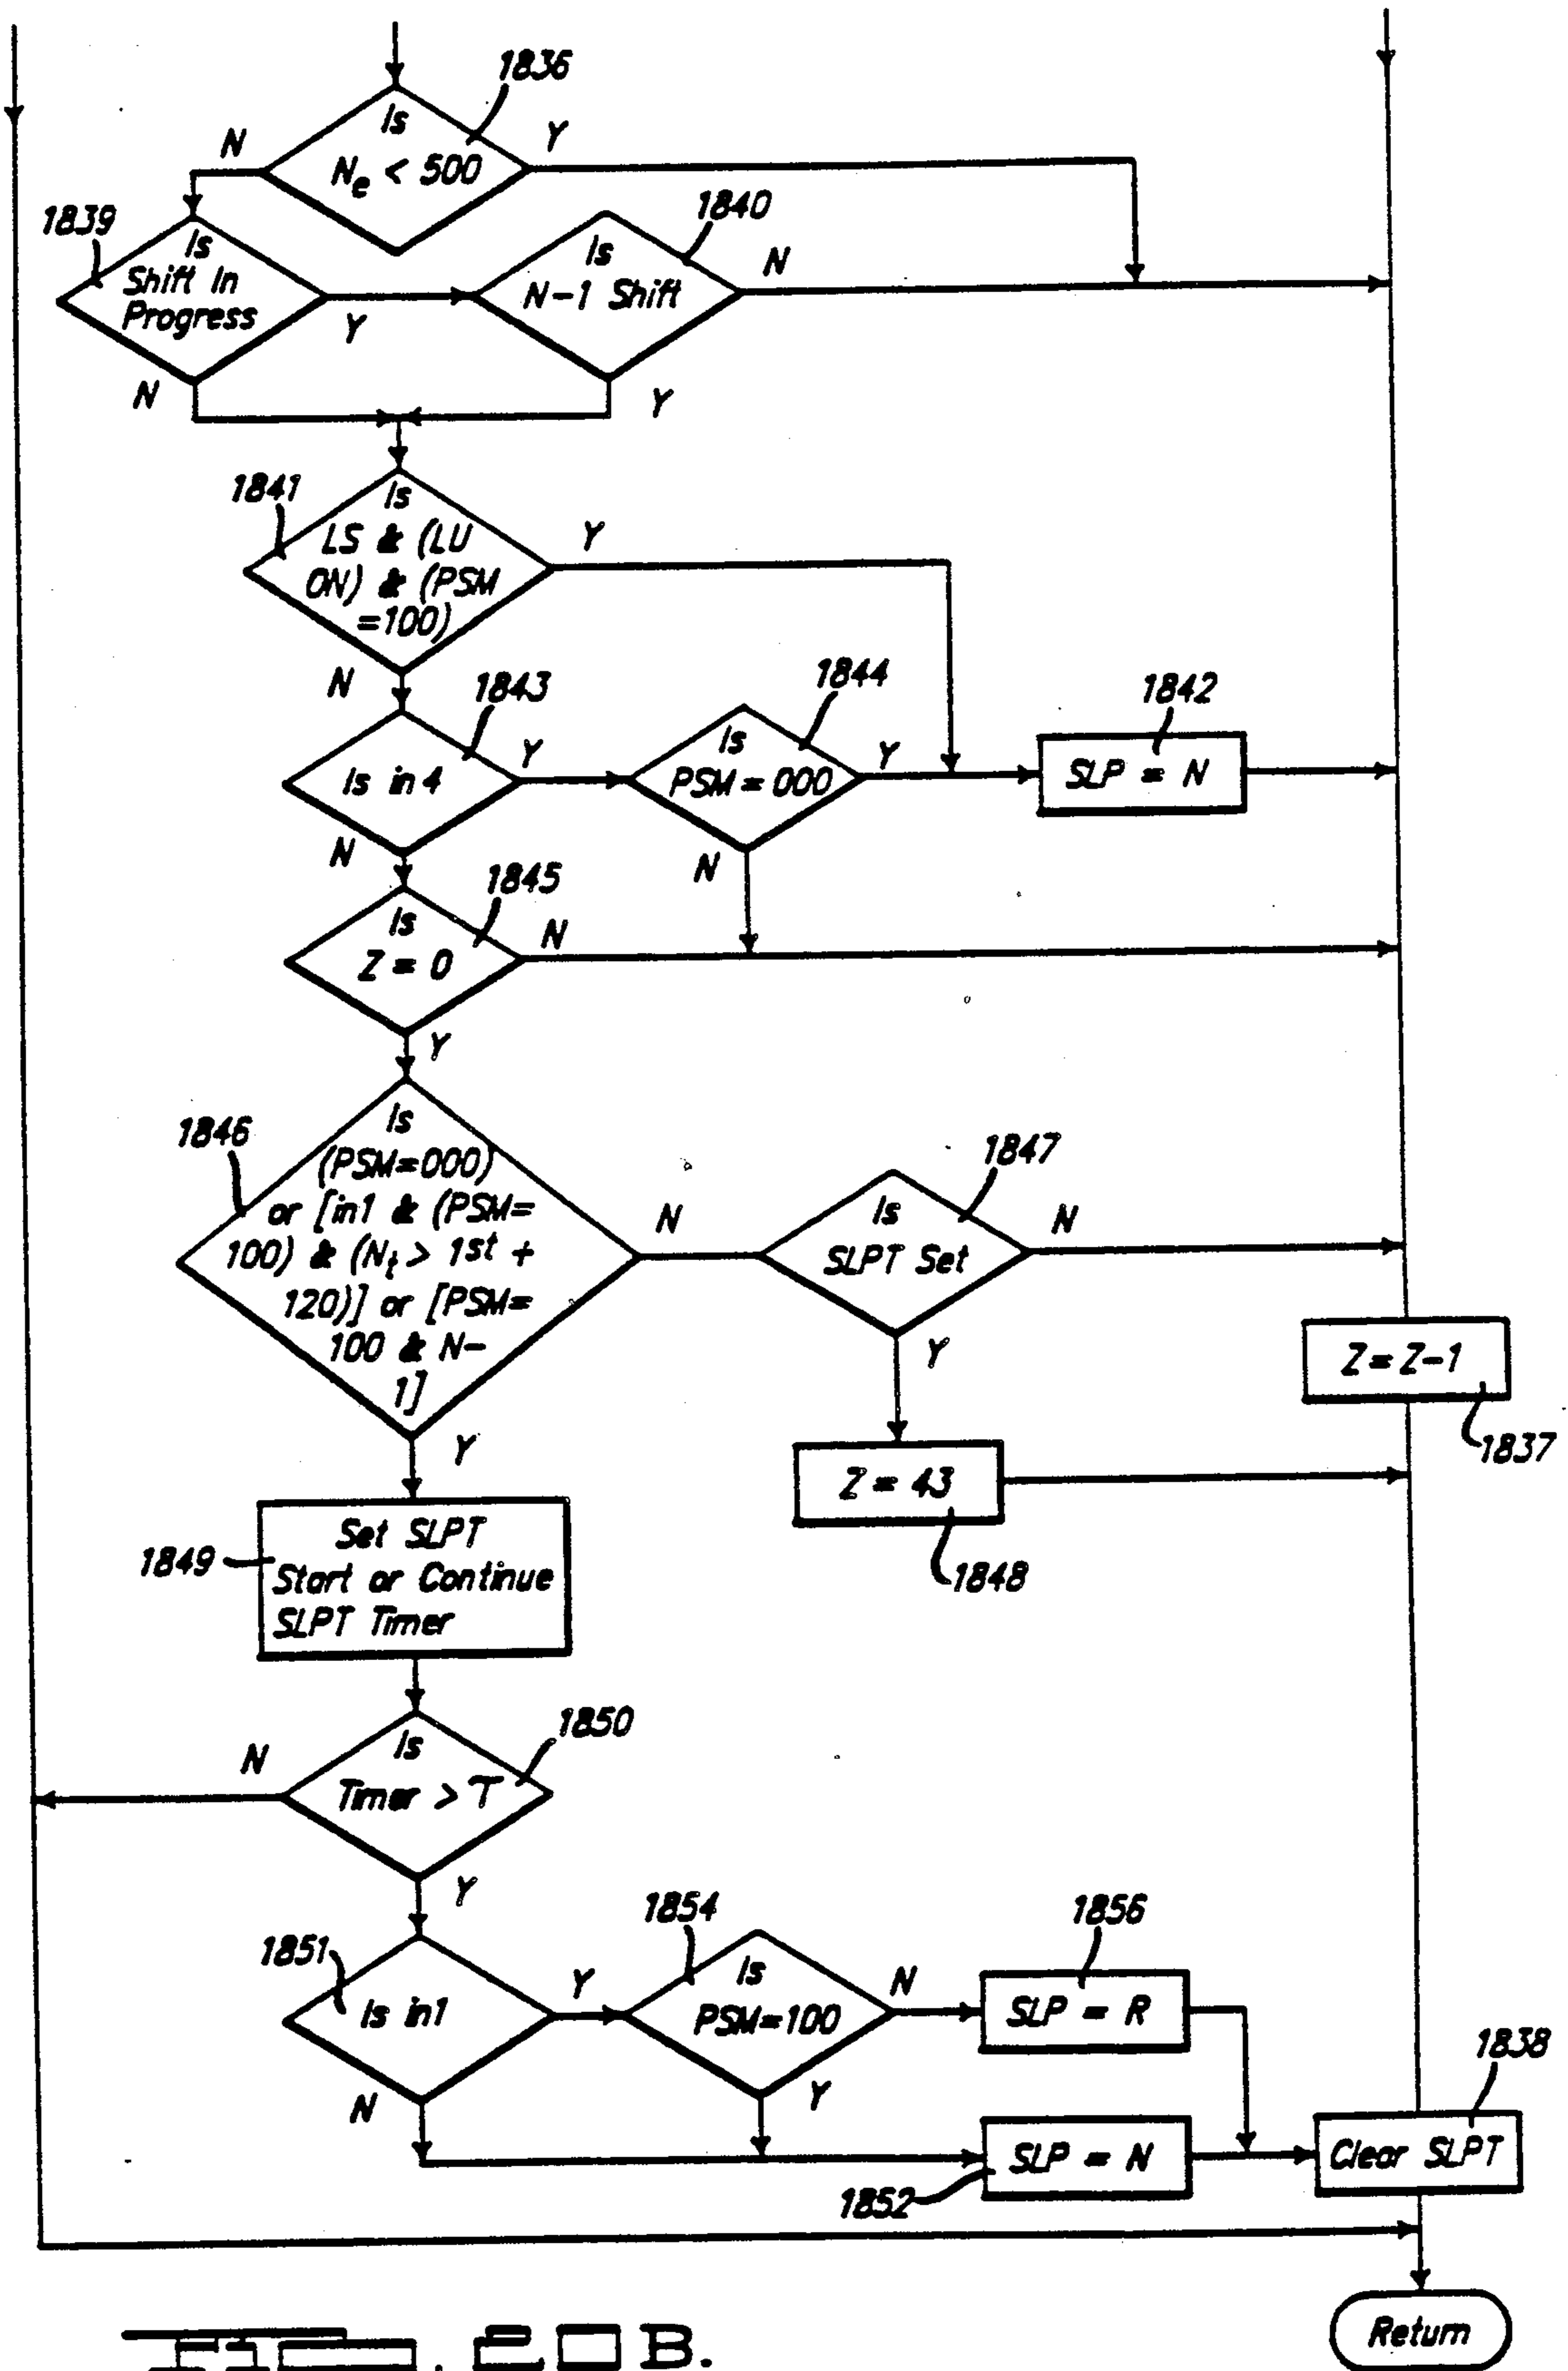 1836
Is
Ne < 500
N
Y
1839
Is
Shift In
Progress
Y
N
1840
Is
N-1 Shift
N
Y
1841
Is
LS & (LU
ON) & (PSM
=100)
Y
N
1843
Is in 4
Y
N
1844
Is
PSM = 000
Y
N
1842
SLP = N
1845
Is
Z = 0
N
Y
1846
Is
(PSM=000)
or [in1 & (PSM=
100) & (Nt > 1st +
120)] or [PSM=
100 & N-
1]
N
Y
1847
Is
SLPT Set
N
Y
Z = Z-1
1837
Z = 43
1848
1849
Set SLPT
Start or Continue
SLPT Timer
1850
Is
Timer > T
N
Y
1851
Is in1
Y
N
1854
Is
PSM=100
N
Y
1856
SLP = R
1852
SLP = N
1838
Clear SLPT
Return
FIG. 20B.